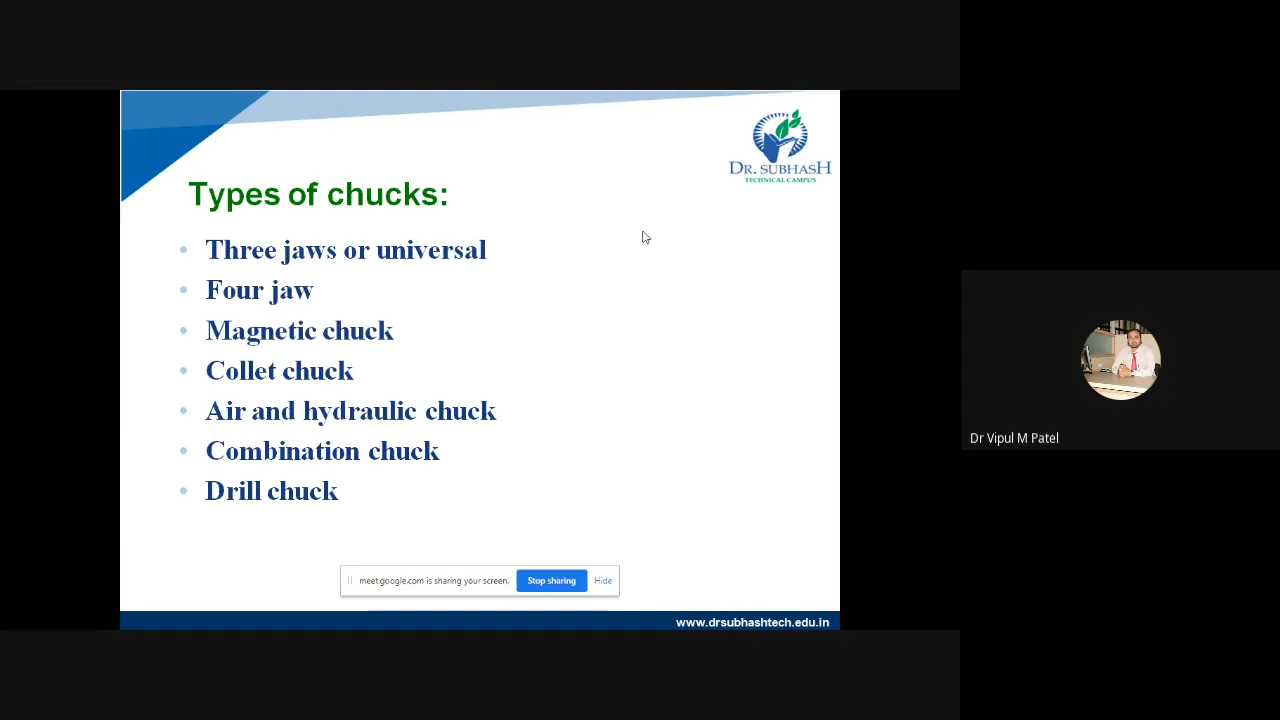 DR. SUBHASH
TECHNICAL CAMPUS
Types of chucks:
• Three jaws or universal
• Four jaw
• Magnetic chuck
• Collet chuck
• Air and hydraulic chuck
• Combination chuck
• Drill chuck
meet.google.com is sharing your screen. Stop sharing Hide
www.drsubhashtech.edu.in
Dr Vipul M Patel